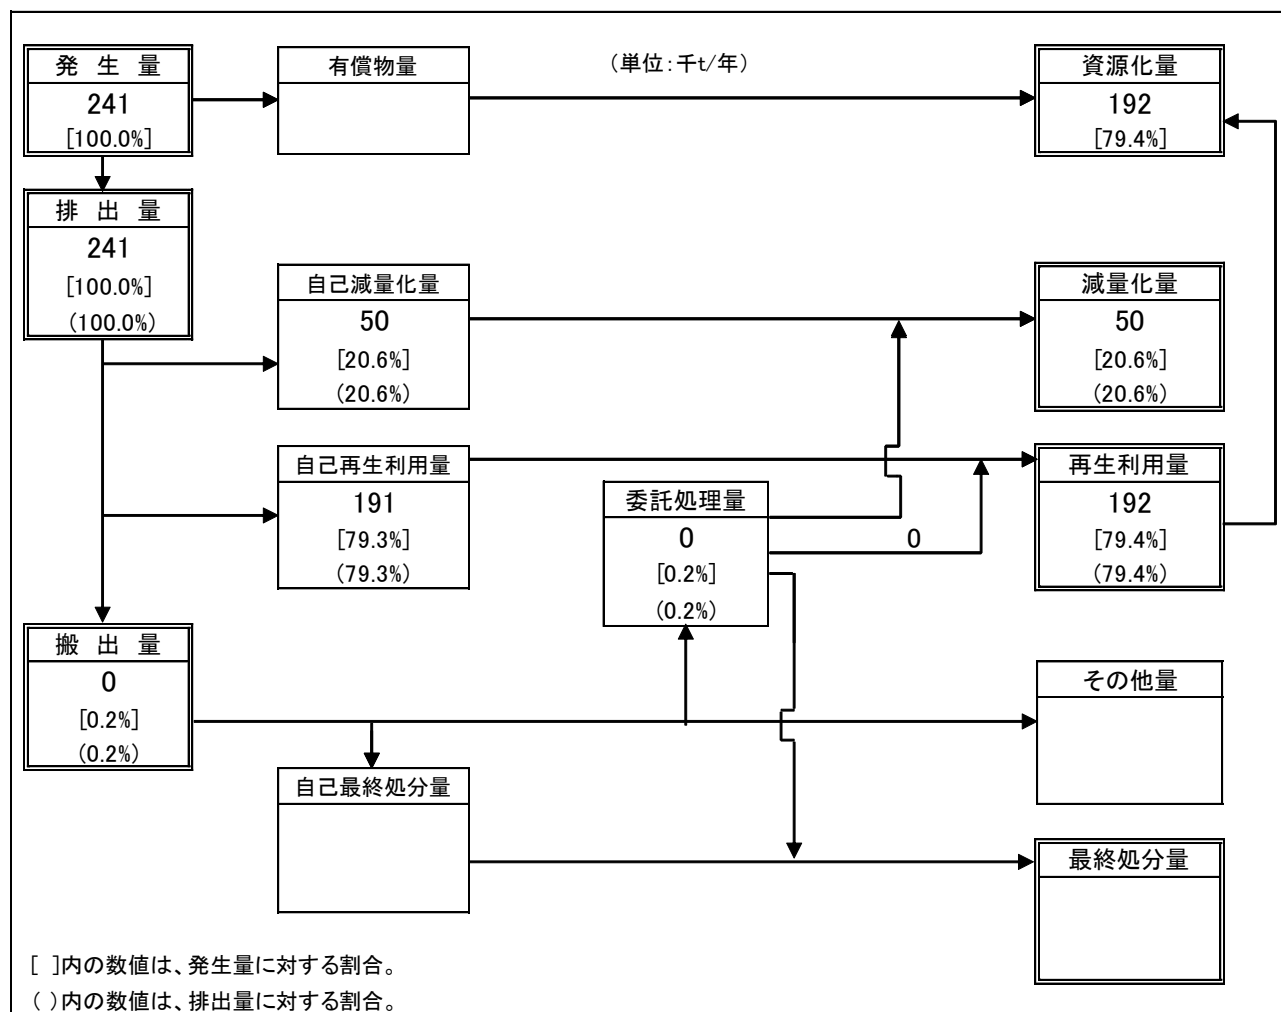 発 生 量
241
[100.0%]
有償物量
(単位:千t/年)
資源化量
192
[79.4%]
排 出 量
241
[100.0%]
(100.0%)
自己減量化量
50
[20.6%]
(20.6%)
減量化量
50
[20.6%]
(20.6%)
自己再生利用量
191
[79.3%]
(79.3%)
委託処理量
0
[0.2%]
(0.2%)
0
再生利用量
192
[79.4%]
(79.4%)
搬 出 量
0
[0.2%]
(0.2%)
その他量
自己最終処分量
最終処分量
[ ]内の数値は、発生量に対する割合。
( )内の数値は、排出量に対する割合。